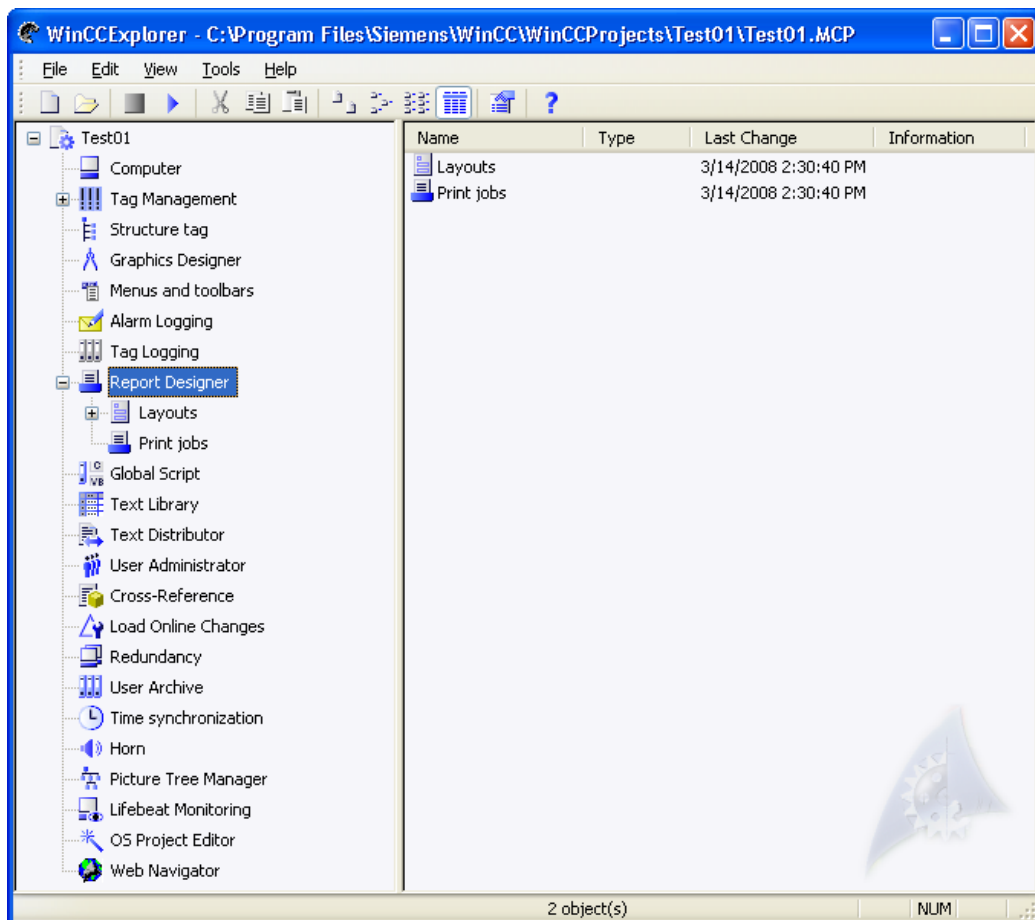 WinCCExplorer - C:\Program Files\Siemens\WinCC\WinCCProjects\Test01\Test01.MCP
File Edit View Tools Help
Test01
Computer
Tag Management
Structure tag
Graphics Designer
Menus and toolbars
Alarm Logging
Tag Logging
Report Designer
Layouts
Print jobs
Global Script
Text Library
Text Distributor
User Administrator
Cross-Reference
Load Online Changes
Redundancy
User Archive
Time synchronization
Horn
Picture Tree Manager
Lifebeat Monitoring
OS Project Editor
Web Navigator
Name Type Last Change Information
Layouts 3/14/2008 2:30:40 PM
Print jobs 3/14/2008 2:30:40 PM
2 object(s) NUM